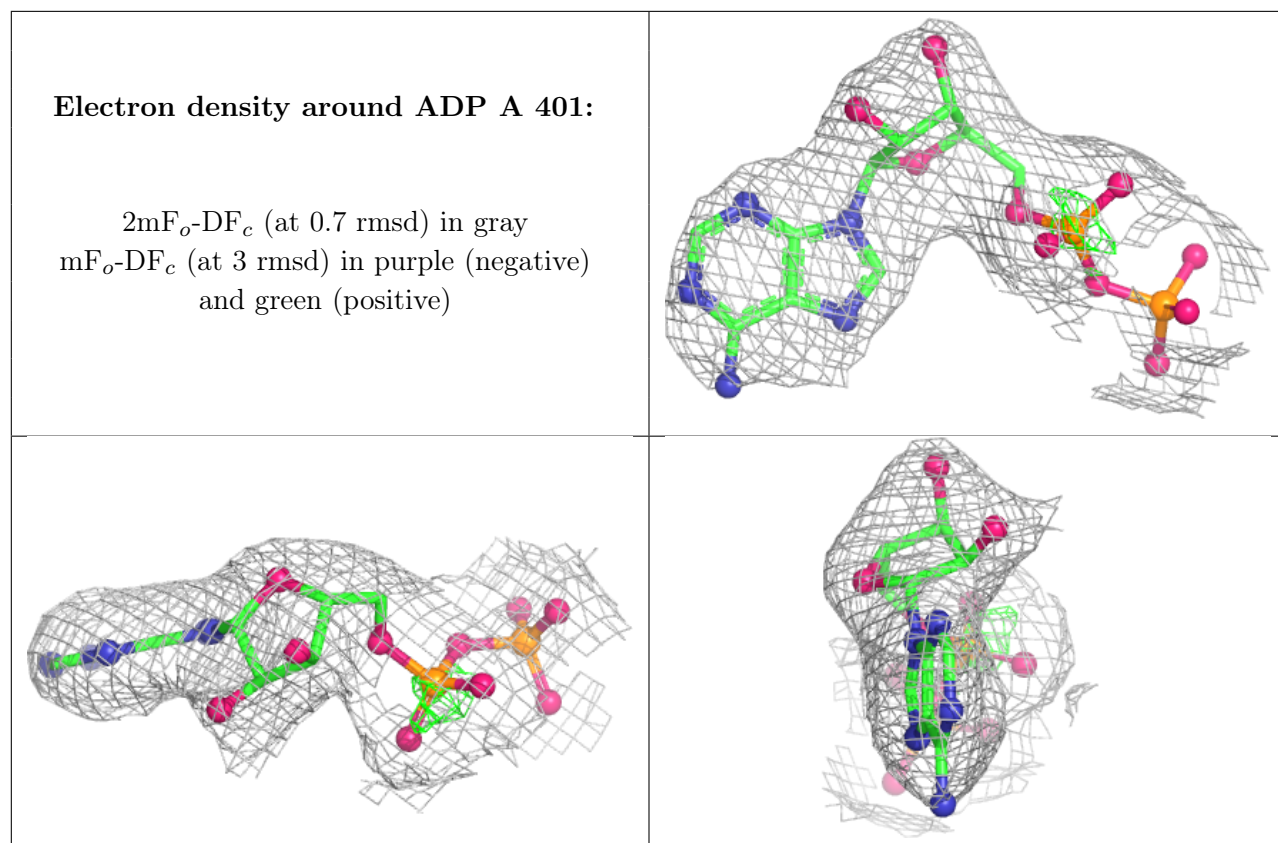 Electron density around ADP A 401:
2mFo-DFc (at 0.7 rmsd) in gray
mFo-DFc (at 3 rmsd) in purple (negative)
and green (positive)